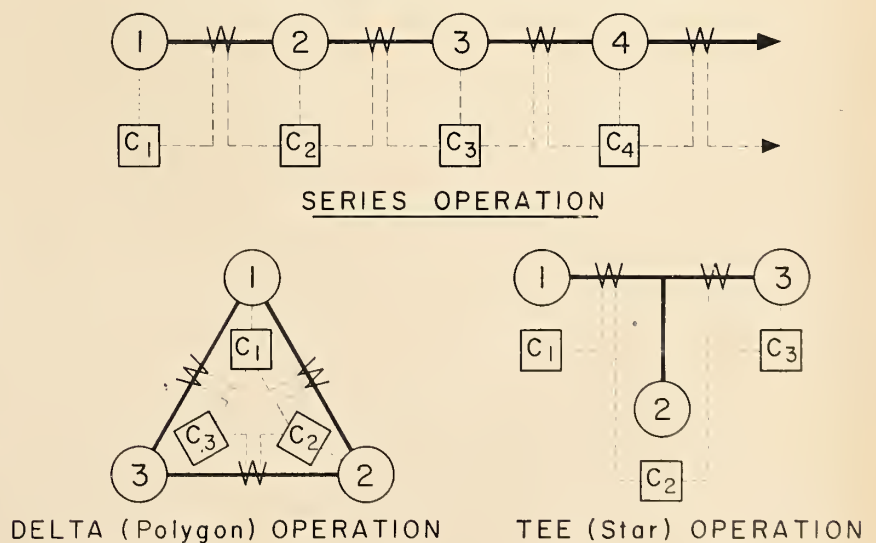 1 2 3 4
C1 C2 C3 C4
SERIES OPERATION
1
C1
C3 C2
3 2
DELTA (Polygon) OPERATION
1 3
C1 C3
2
C2
TEE (Star) OPERATION